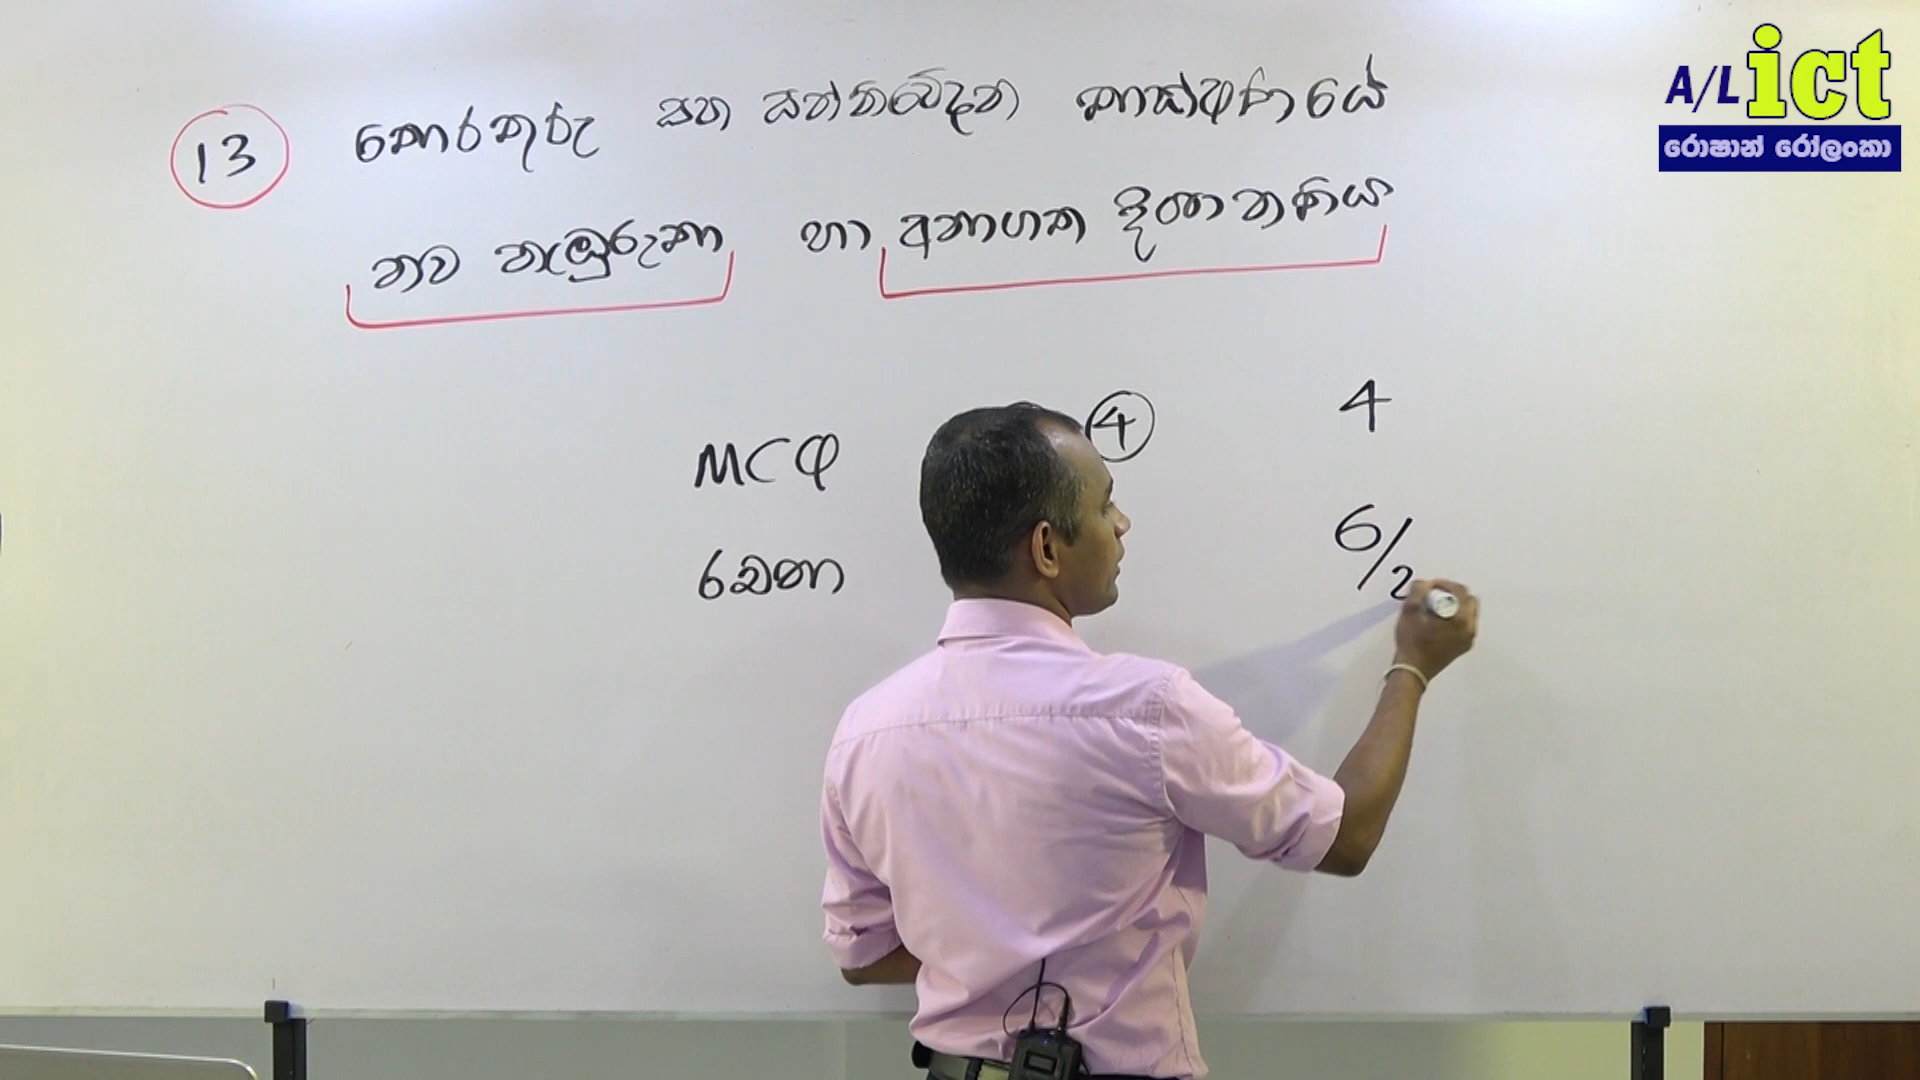 13 තොරතුරු සහ සන්නිවේදන තාක්ෂණයේ
නව නැඹුරුතා හා අනාගත දිශානතිය
MCQ 4 4
රචනා 6/2
A/L ict
රොෂාන් රෝලංකා